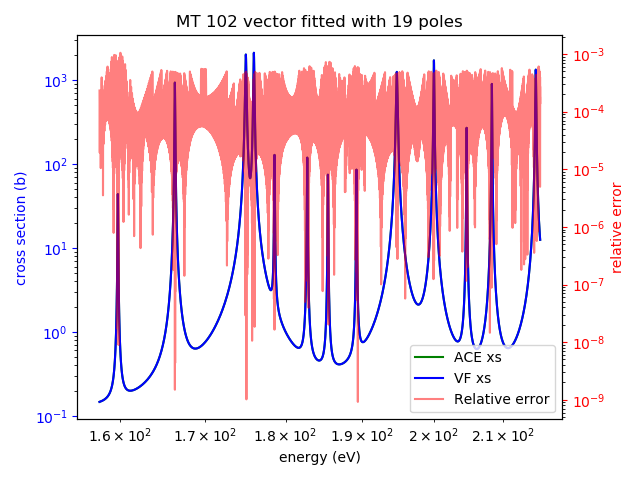 MT 102 vector fitted with 19 poles
cross section (b)
10³
10²
10¹
10⁰
10⁻¹
10⁻³
10⁻⁴
10⁻⁵
10⁻⁶
10⁻⁷
10⁻⁸
10⁻⁹
relative error
ACE xs
VF xs
Relative error
1.6 × 10² 1.7 × 10² 1.8 × 10² 1.9 × 10² 2 × 10² 2.1 × 10²
energy (eV)